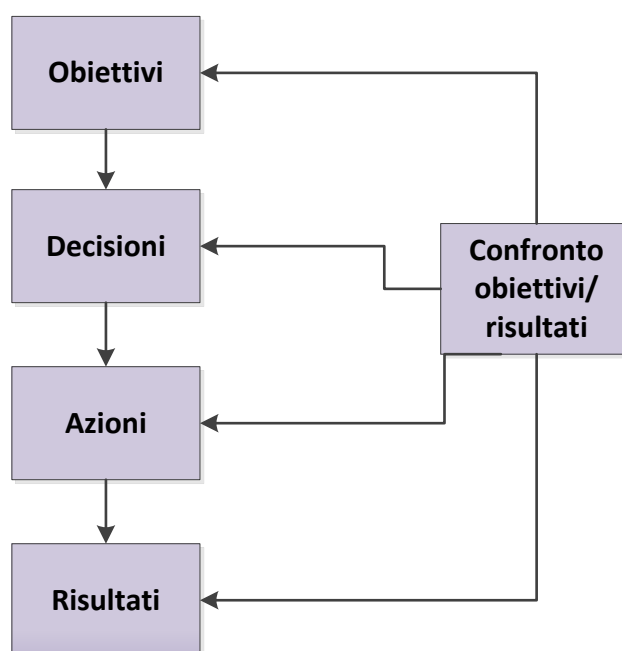 Obiettivi
Decisioni
Confronto
obiettivi/
risultati
Azioni
Risultati